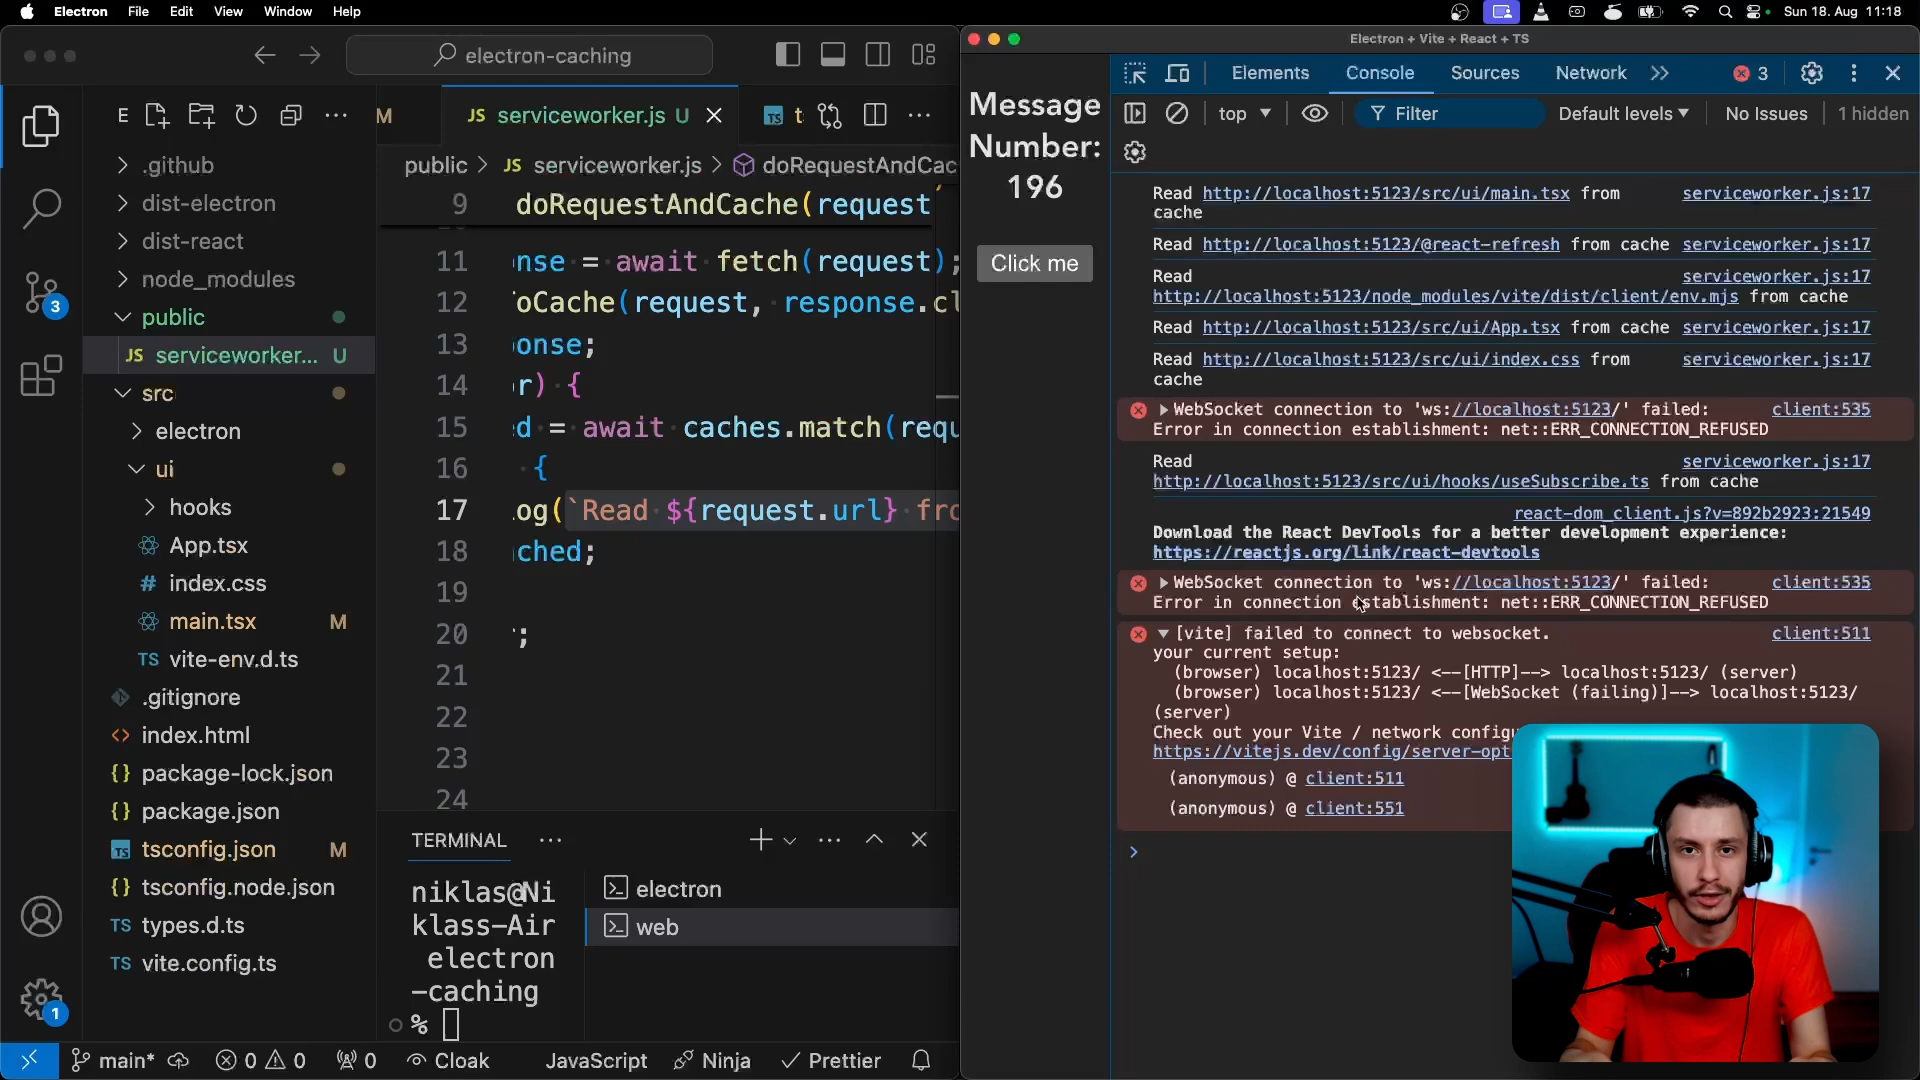 Electron File Edit View Window Help
Sun 18. Aug 11:18
electron-caching
E
M
JS serviceworker.js U
TS t
.github
dist-electron
dist-react
node_modules
public
JS serviceworker... U
src
electron
ui
hooks
App.tsx
# index.css
main.tsx M
TS vite-env.d.ts
.gitignore
<> index.html
{} package-lock.json
{} package.json
TS tsconfig.json M
{} tsconfig.node.json
TS types.d.ts
TS vite.config.ts
3
1
public > JS serviceworker.js > doRequestAndCac
9 doRequestAndCache(request
11 nse = await fetch(request);
12 oCache(request, response.cl
13 onse;
14 r) {
15 d = await caches.match(requ
16 {
17 og(`Read ${request.url} fro
18 ched;
19
20 ;
21
22
23
24
TERMINAL
niklas@Ni
klass-Air
electron
-caching
%
electron
web
main* 0 0 0 Cloak JavaScript Ninja Prettier
Electron + Vite + React + TS
Message
Number:
196
Click me
Elements Console Sources Network >> 3
top Filter Default levels No Issues 1 hidden
Read http://localhost:5123/src/ui/main.tsx from serviceworker.js:17
cache
Read http://localhost:5123/@react-refresh from cache serviceworker.js:17
Read serviceworker.js:17
http://localhost:5123/node_modules/vite/dist/client/env.mjs from cache
Read http://localhost:5123/src/ui/App.tsx from cache serviceworker.js:17
Read http://localhost:5123/src/ui/index.css from serviceworker.js:17
cache
WebSocket connection to 'ws://localhost:5123/' failed: client:535
Error in connection establishment: net::ERR_CONNECTION_REFUSED
Read serviceworker.js:17
http://localhost:5123/src/ui/hooks/useSubscribe.ts from cache
react-dom_client.js?v=892b2923:21549
Download the React DevTools for a better development experience:
https://reactjs.org/link/react-devtools
WebSocket connection to 'ws://localhost:5123/' failed: client:535
Error in connection establishment: net::ERR_CONNECTION_REFUSED
[vite] failed to connect to websocket. client:511
your current setup:
(browser) localhost:5123/ <--[HTTP]--> localhost:5123/ (server)
(browser) localhost:5123/ <--[WebSocket (failing)]--> localhost:5123/
(server)
Check out your Vite / network configu
https://vitejs.dev/config/server-opt
(anonymous) @ client:511
(anonymous) @ client:551
>